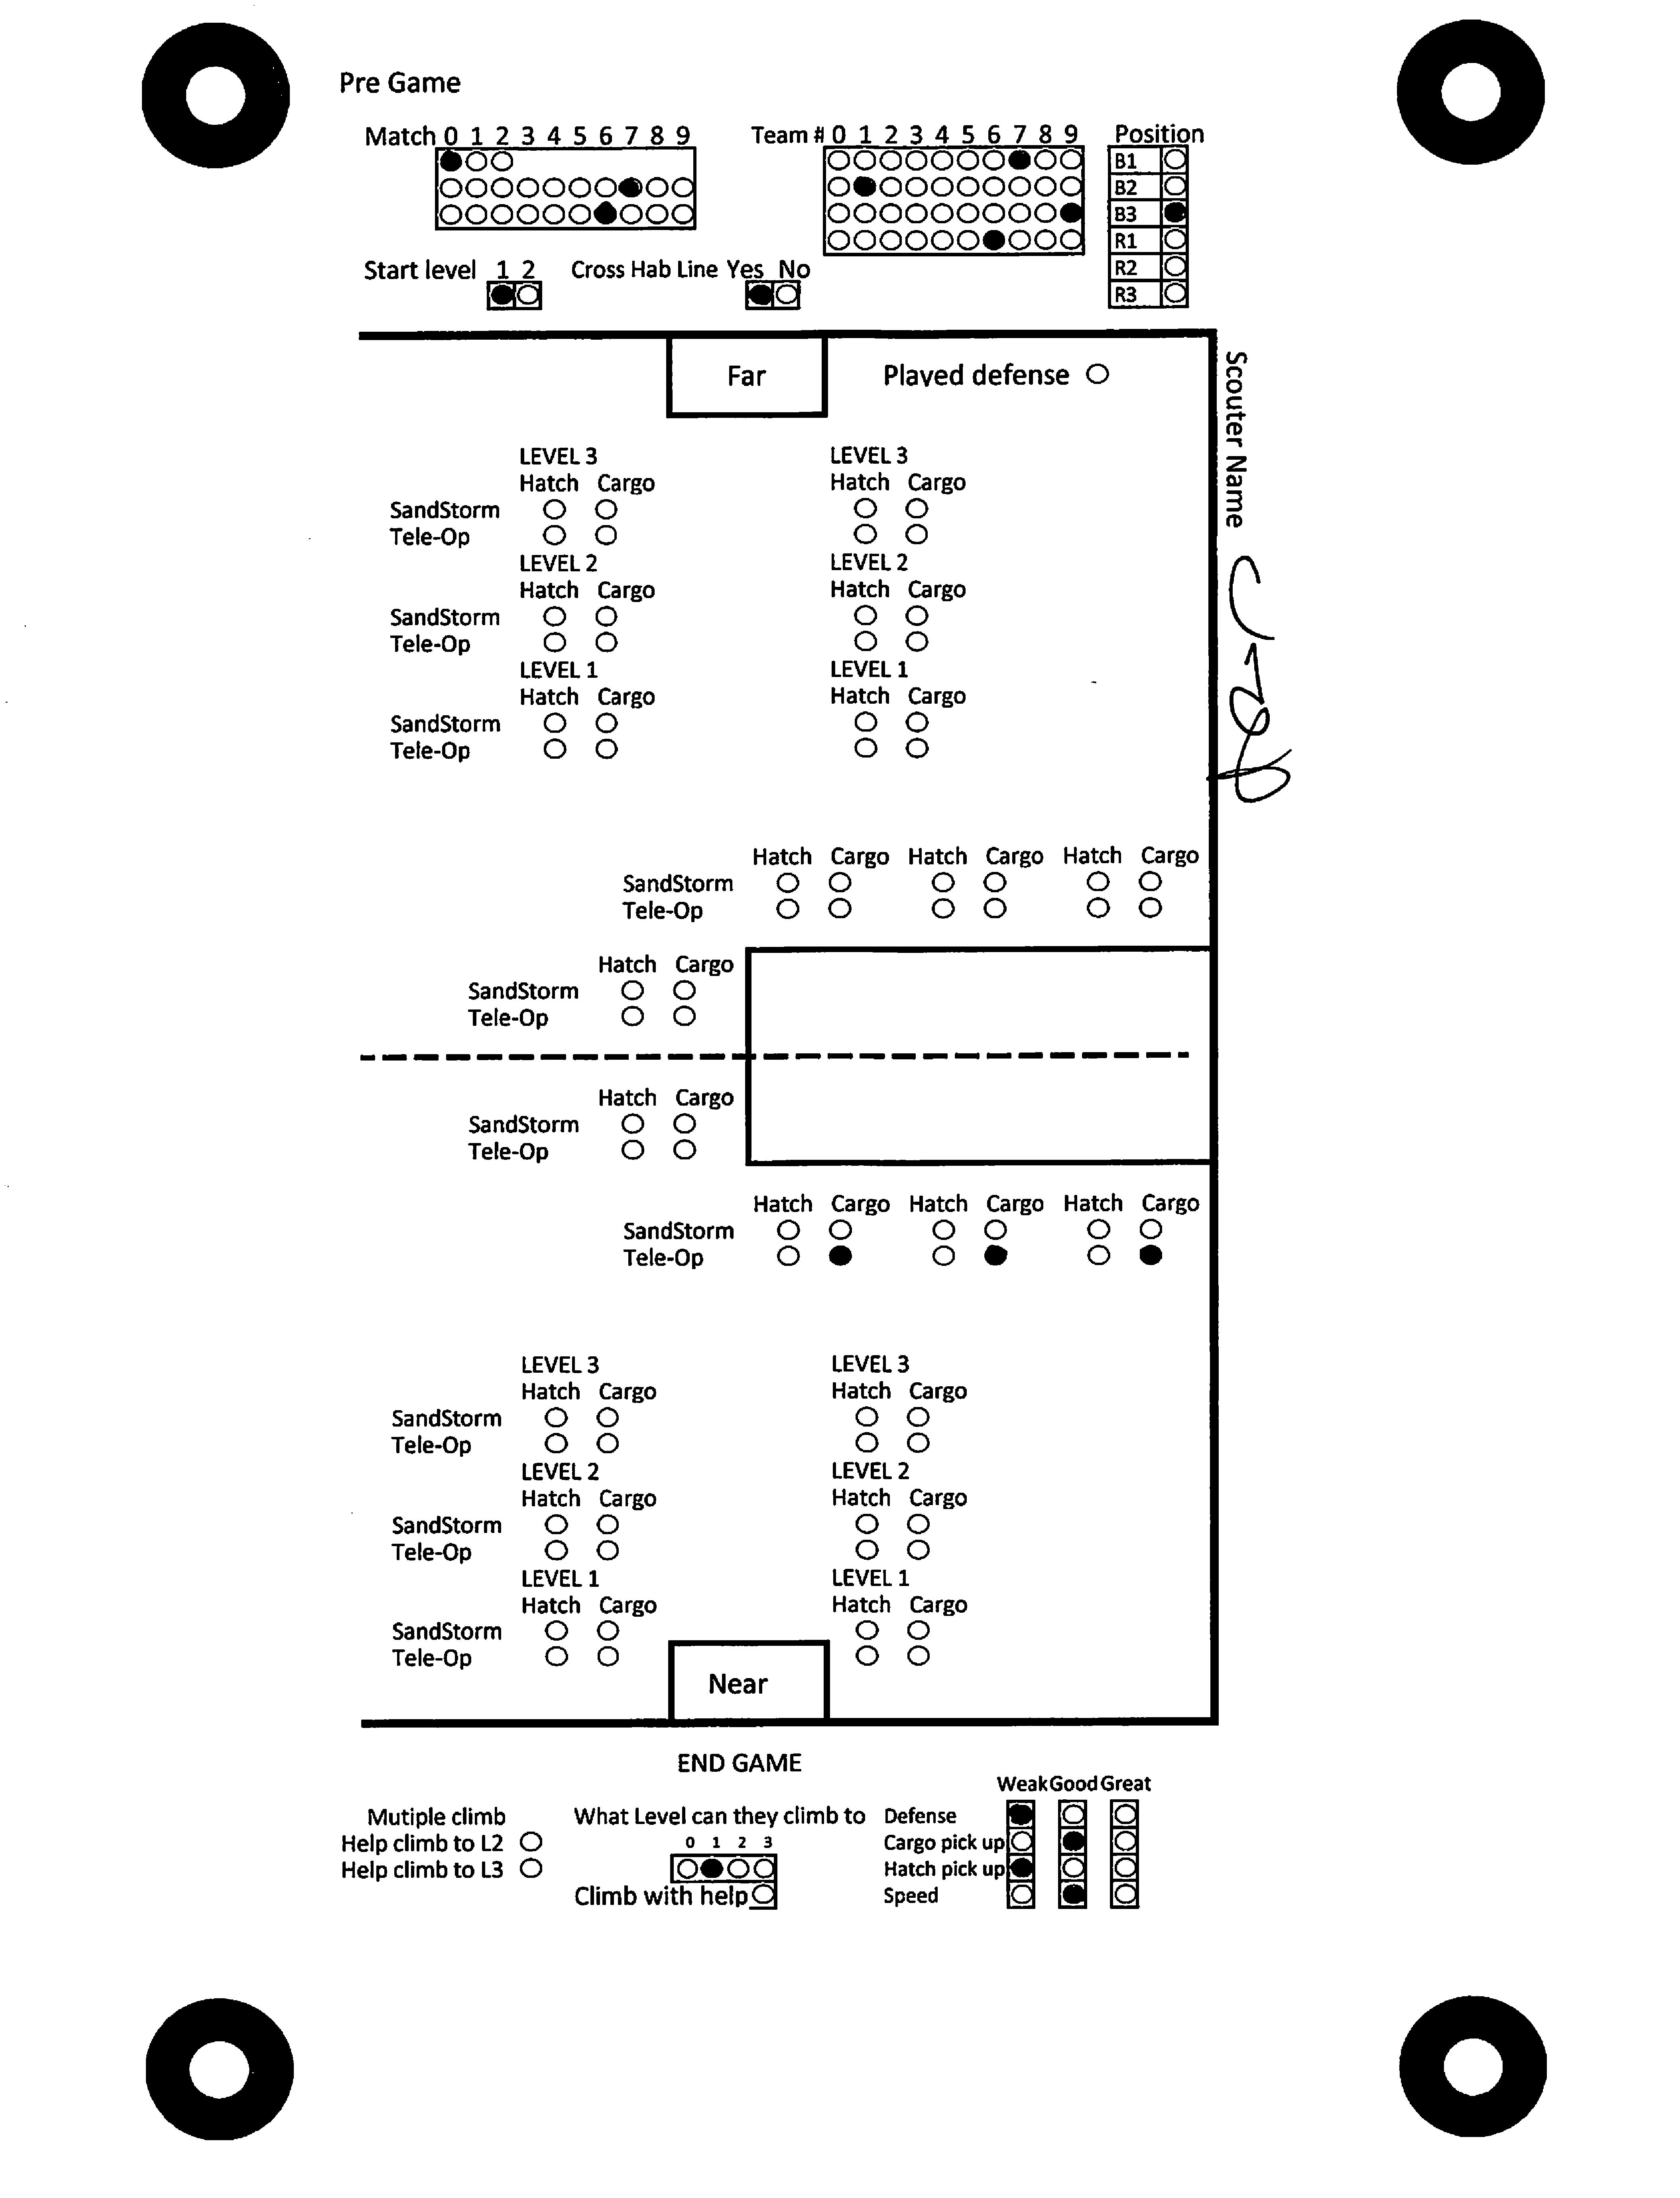 Pre Game
Match 0 1 2 3 4 5 6 7 8 9
Team # 0 1 2 3 4 5 6 7 8 9
Position
B1
B2
B3
R1
R2
R3
Start level 1 2
Cross Hab Line Yes No
Far
Played defense
Scouter Name
LEVEL 3 LEVEL 3
Hatch Cargo Hatch Cargo
SandStorm
Tele-Op
LEVEL 2 LEVEL 2
Hatch Cargo Hatch Cargo
SandStorm
Tele-Op
LEVEL 1 LEVEL 1
Hatch Cargo Hatch Cargo
SandStorm
Tele-Op
Hatch Cargo Hatch Cargo Hatch Cargo
SandStorm
Tele-Op
Hatch Cargo
SandStorm
Tele-Op
Hatch Cargo
SandStorm
Tele-Op
Hatch Cargo Hatch Cargo Hatch Cargo
SandStorm
Tele-Op
LEVEL 3 LEVEL 3
Hatch Cargo Hatch Cargo
SandStorm
Tele-Op
LEVEL 2 LEVEL 2
Hatch Cargo Hatch Cargo
SandStorm
Tele-Op
LEVEL 1 LEVEL 1
Hatch Cargo Hatch Cargo
SandStorm
Tele-Op
Near
END GAME
Mutiple climb
Help climb to L2
Help climb to L3
What Level can they climb to
0 1 2 3
Climb with help
Weak Good Great
Defense
Cargo pick up
Hatch pick up
Speed